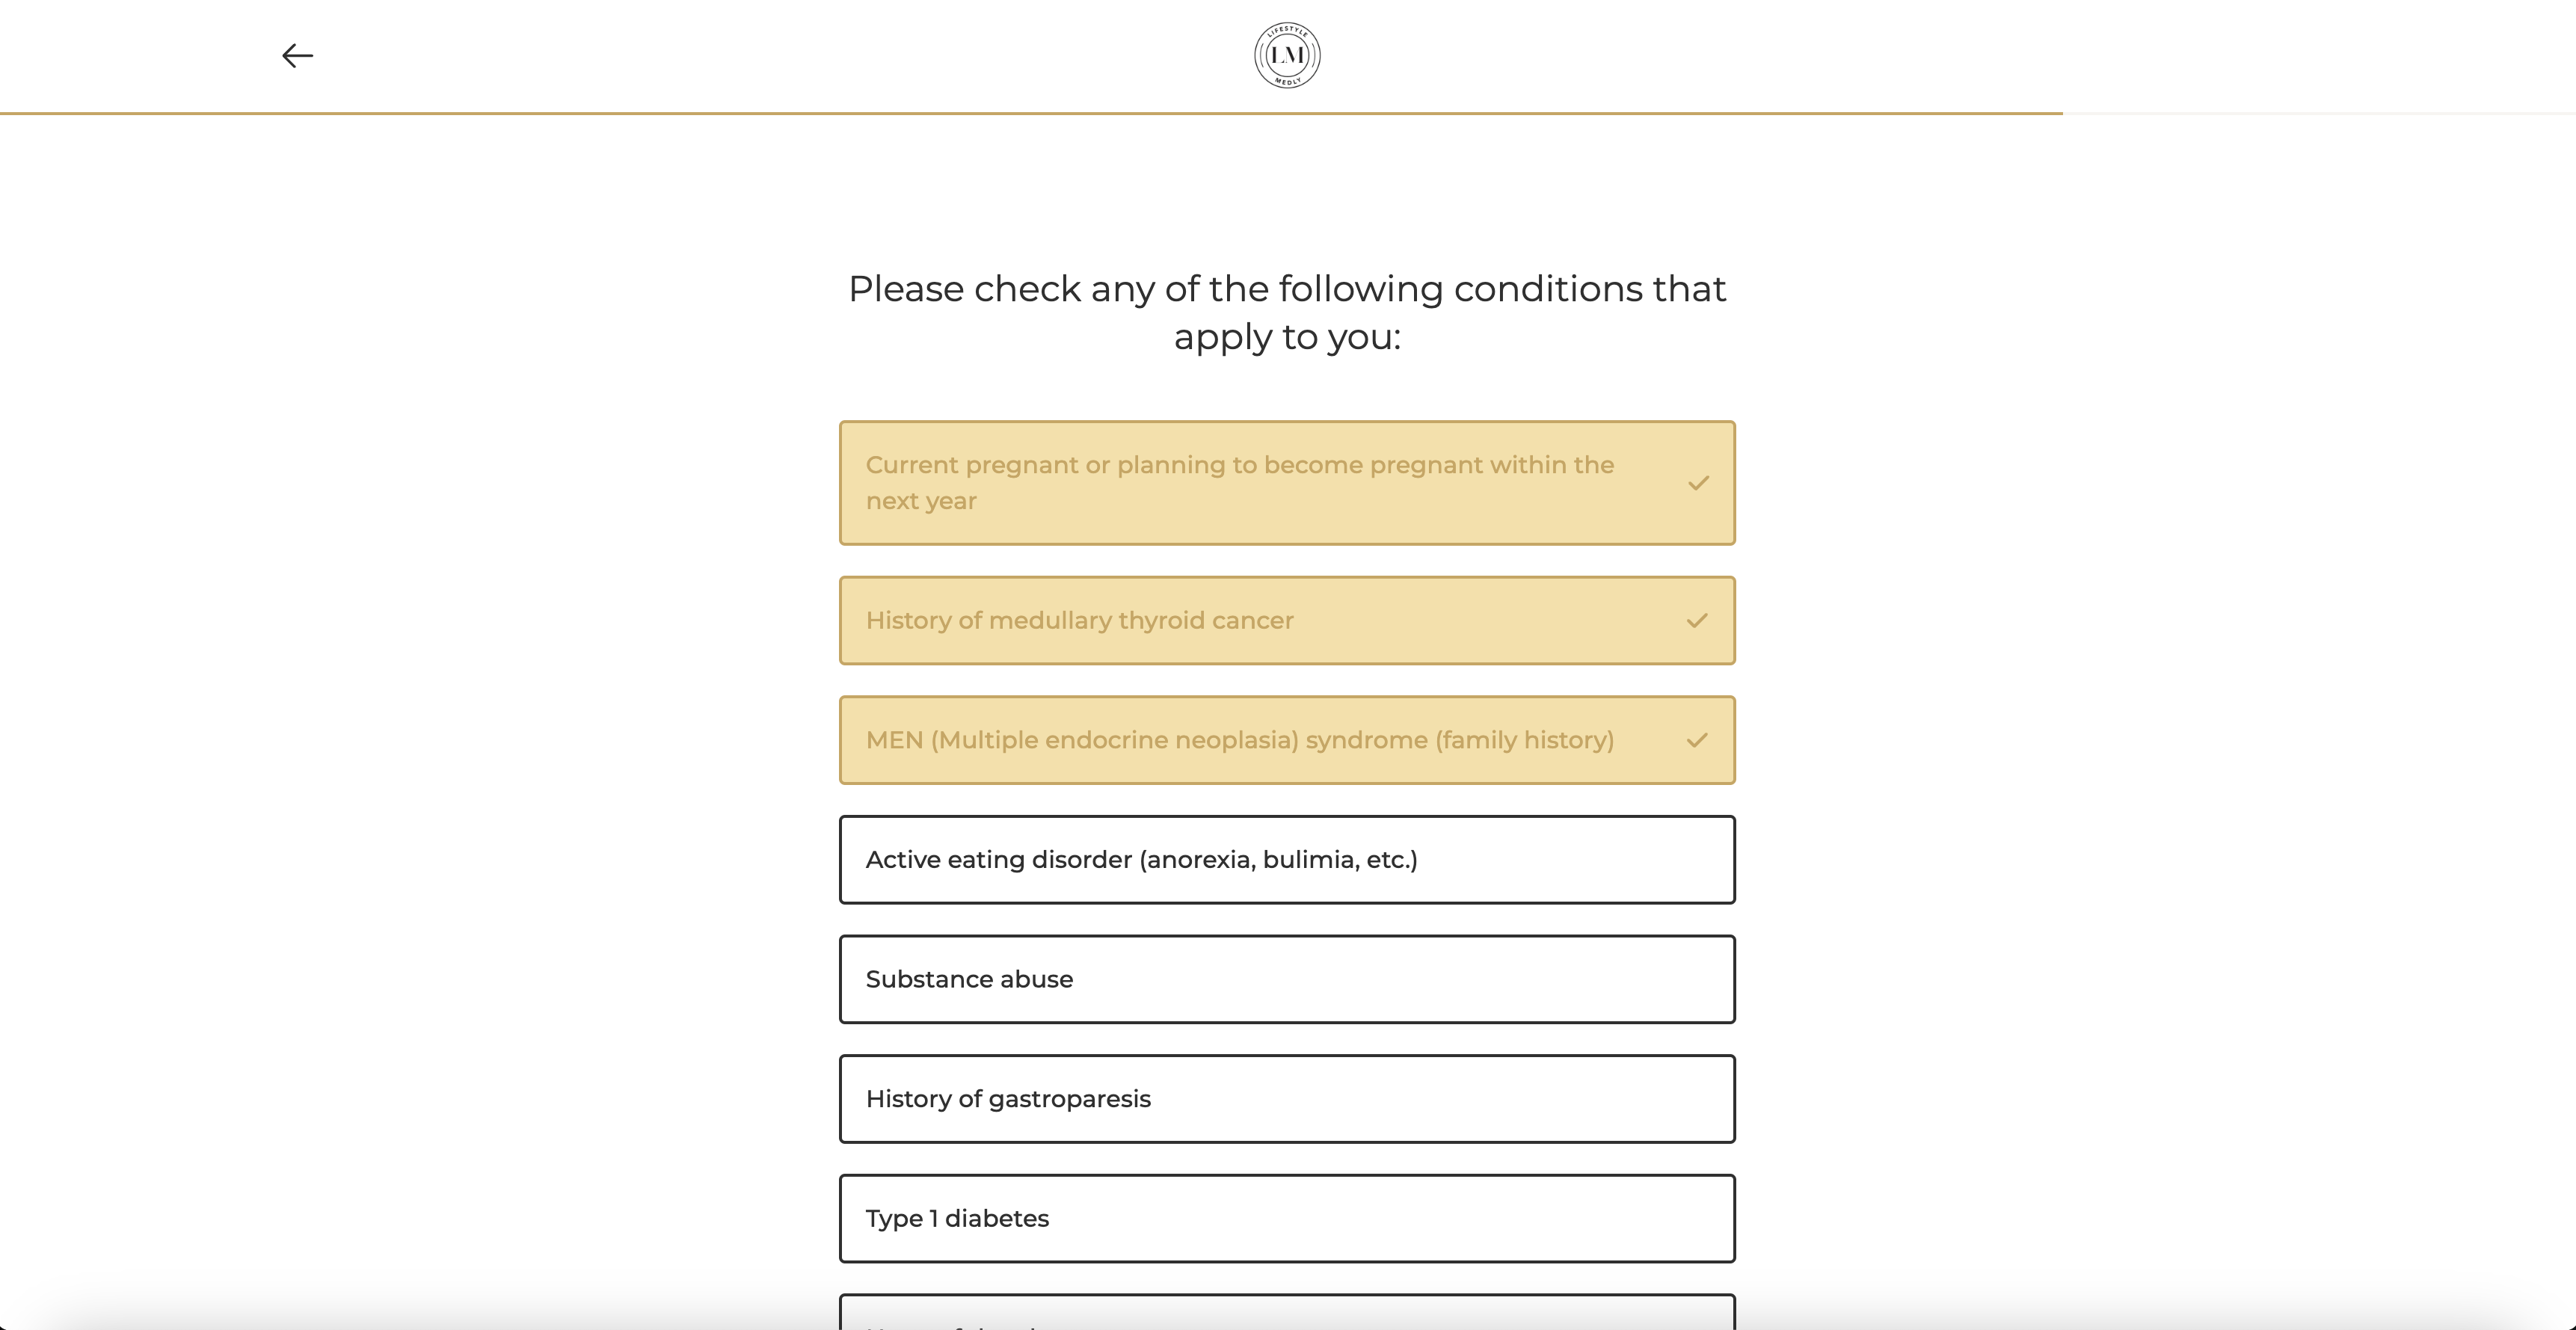 LIFESTYLE
LM
MEDLY
Please check any of the following conditions that
apply to you:
Current pregnant or planning to become pregnant within the
next year
History of medullary thyroid cancer
MEN (Multiple endocrine neoplasia) syndrome (family history)
Active eating disorder (anorexia, bulimia, etc.)
Substance abuse
History of gastroparesis
Type 1 diabetes